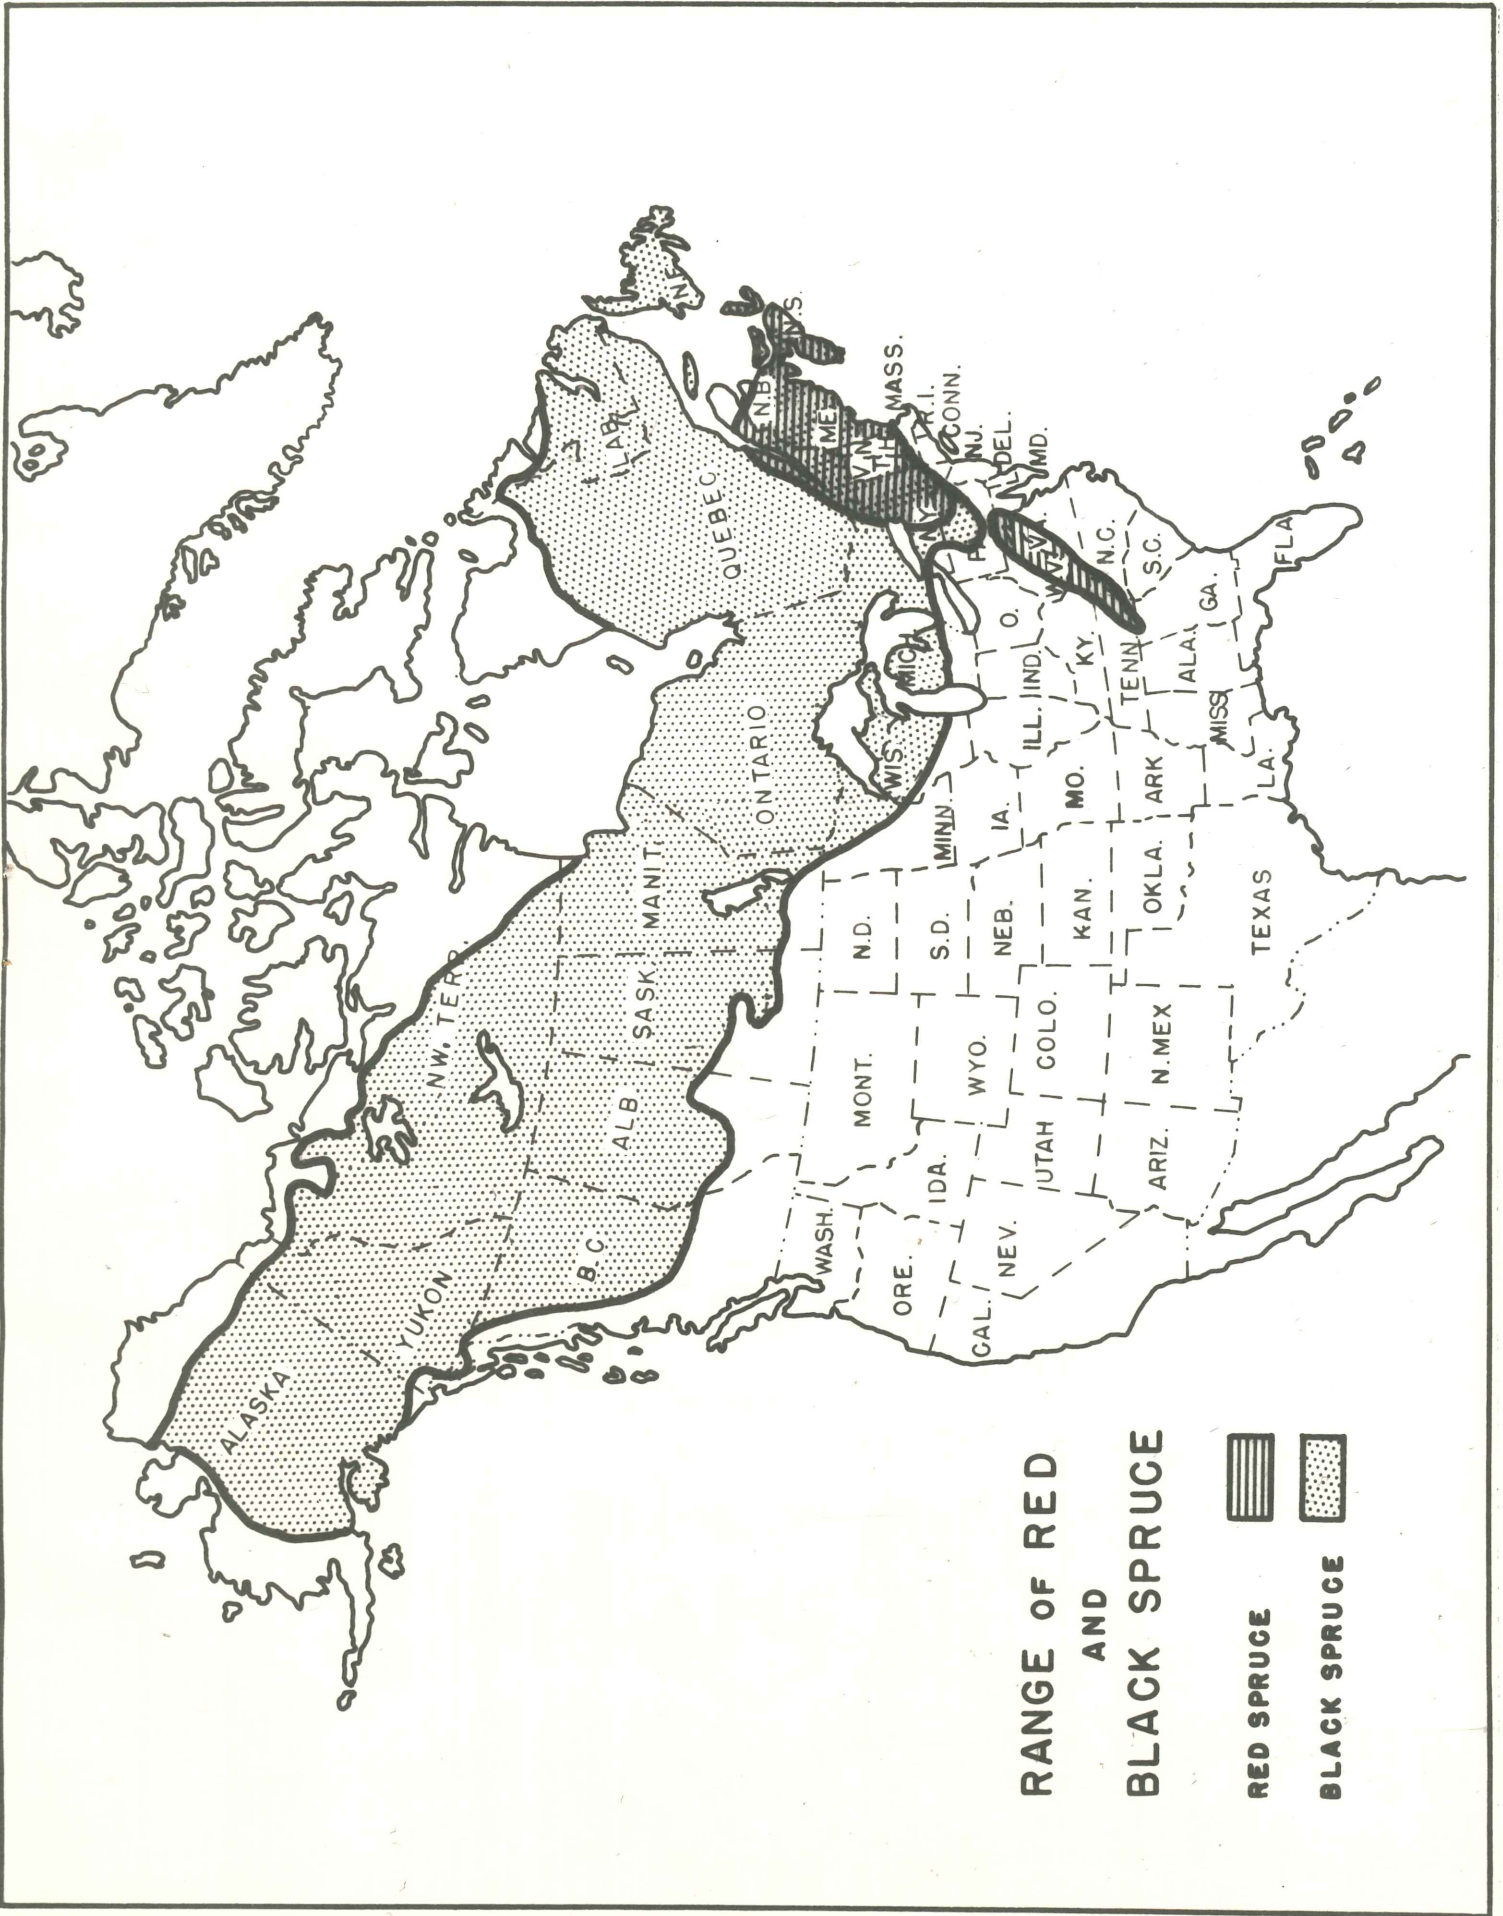 ALASKA
YUKON
NW. TERR.
B.C.
ALB
SASK.
MANIT.
ONTARIO
QUEBEC
LAB.
NF
N.B.
N.S.
ME.
V
T.
N.
H.
MASS.
R.I.
CONN.
N.Y.
N.J.
DEL.
MD.
P
W. VA.
N.C.
S.C.
GA.
FLA
O.
MICH
WIS
IND.
ILL.
KY.
TENN
ALA.
MISS.
MINN.
IA.
MO.
ARK
LA.
N.D.
S.D.
NEB.
KAN.
OKLA.
TEXAS
MONT.
WYO.
COLO.
N.MEX
WASH.
IDA.
UTAH
ARIZ.
ORE.
NEV.
CAL.
RANGE OF RED
AND
BLACK SPRUCE
RED SPRUCE
BLACK SPRUCE